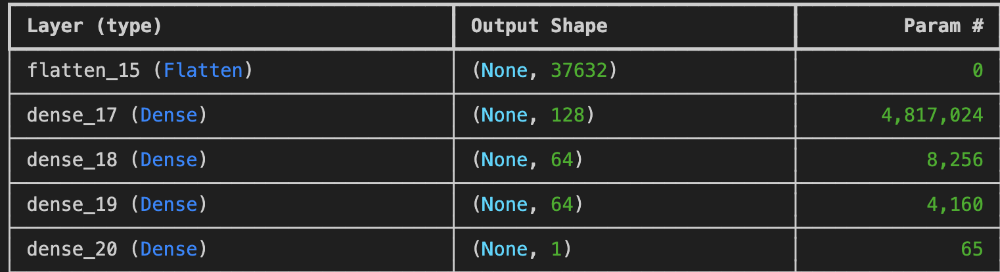 Layer (type) Output Shape Param #
flatten_15 (Flatten) (None, 37632) 0
dense_17 (Dense) (None, 128) 4,817,024
dense_18 (Dense) (None, 64) 8,256
dense_19 (Dense) (None, 64) 4,160
dense_20 (Dense) (None, 1) 65